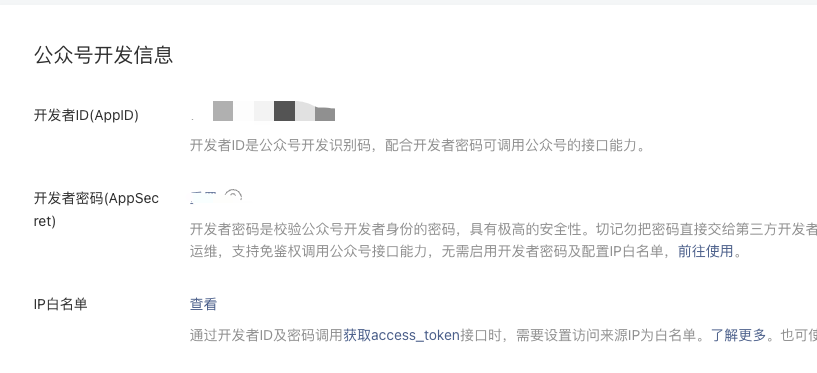 公众号开发信息
开发者ID(AppID)
开发者ID是公众号开发识别码，配合开发者密码可调用公众号的接口能力。
开发者密码(AppSec
ret)
开发者密码是校验公众号开发者身份的密码，具有极高的安全性。切记勿把密码直接交给第三方开发者
运维，支持免鉴权调用公众号接口能力，无需启用开发者密码及配置IP白名单，前往使用。
IP白名单
查看
通过开发者ID及密码调用获取access_token接口时，需要设置访问来源IP为白名单。了解更多。也可使